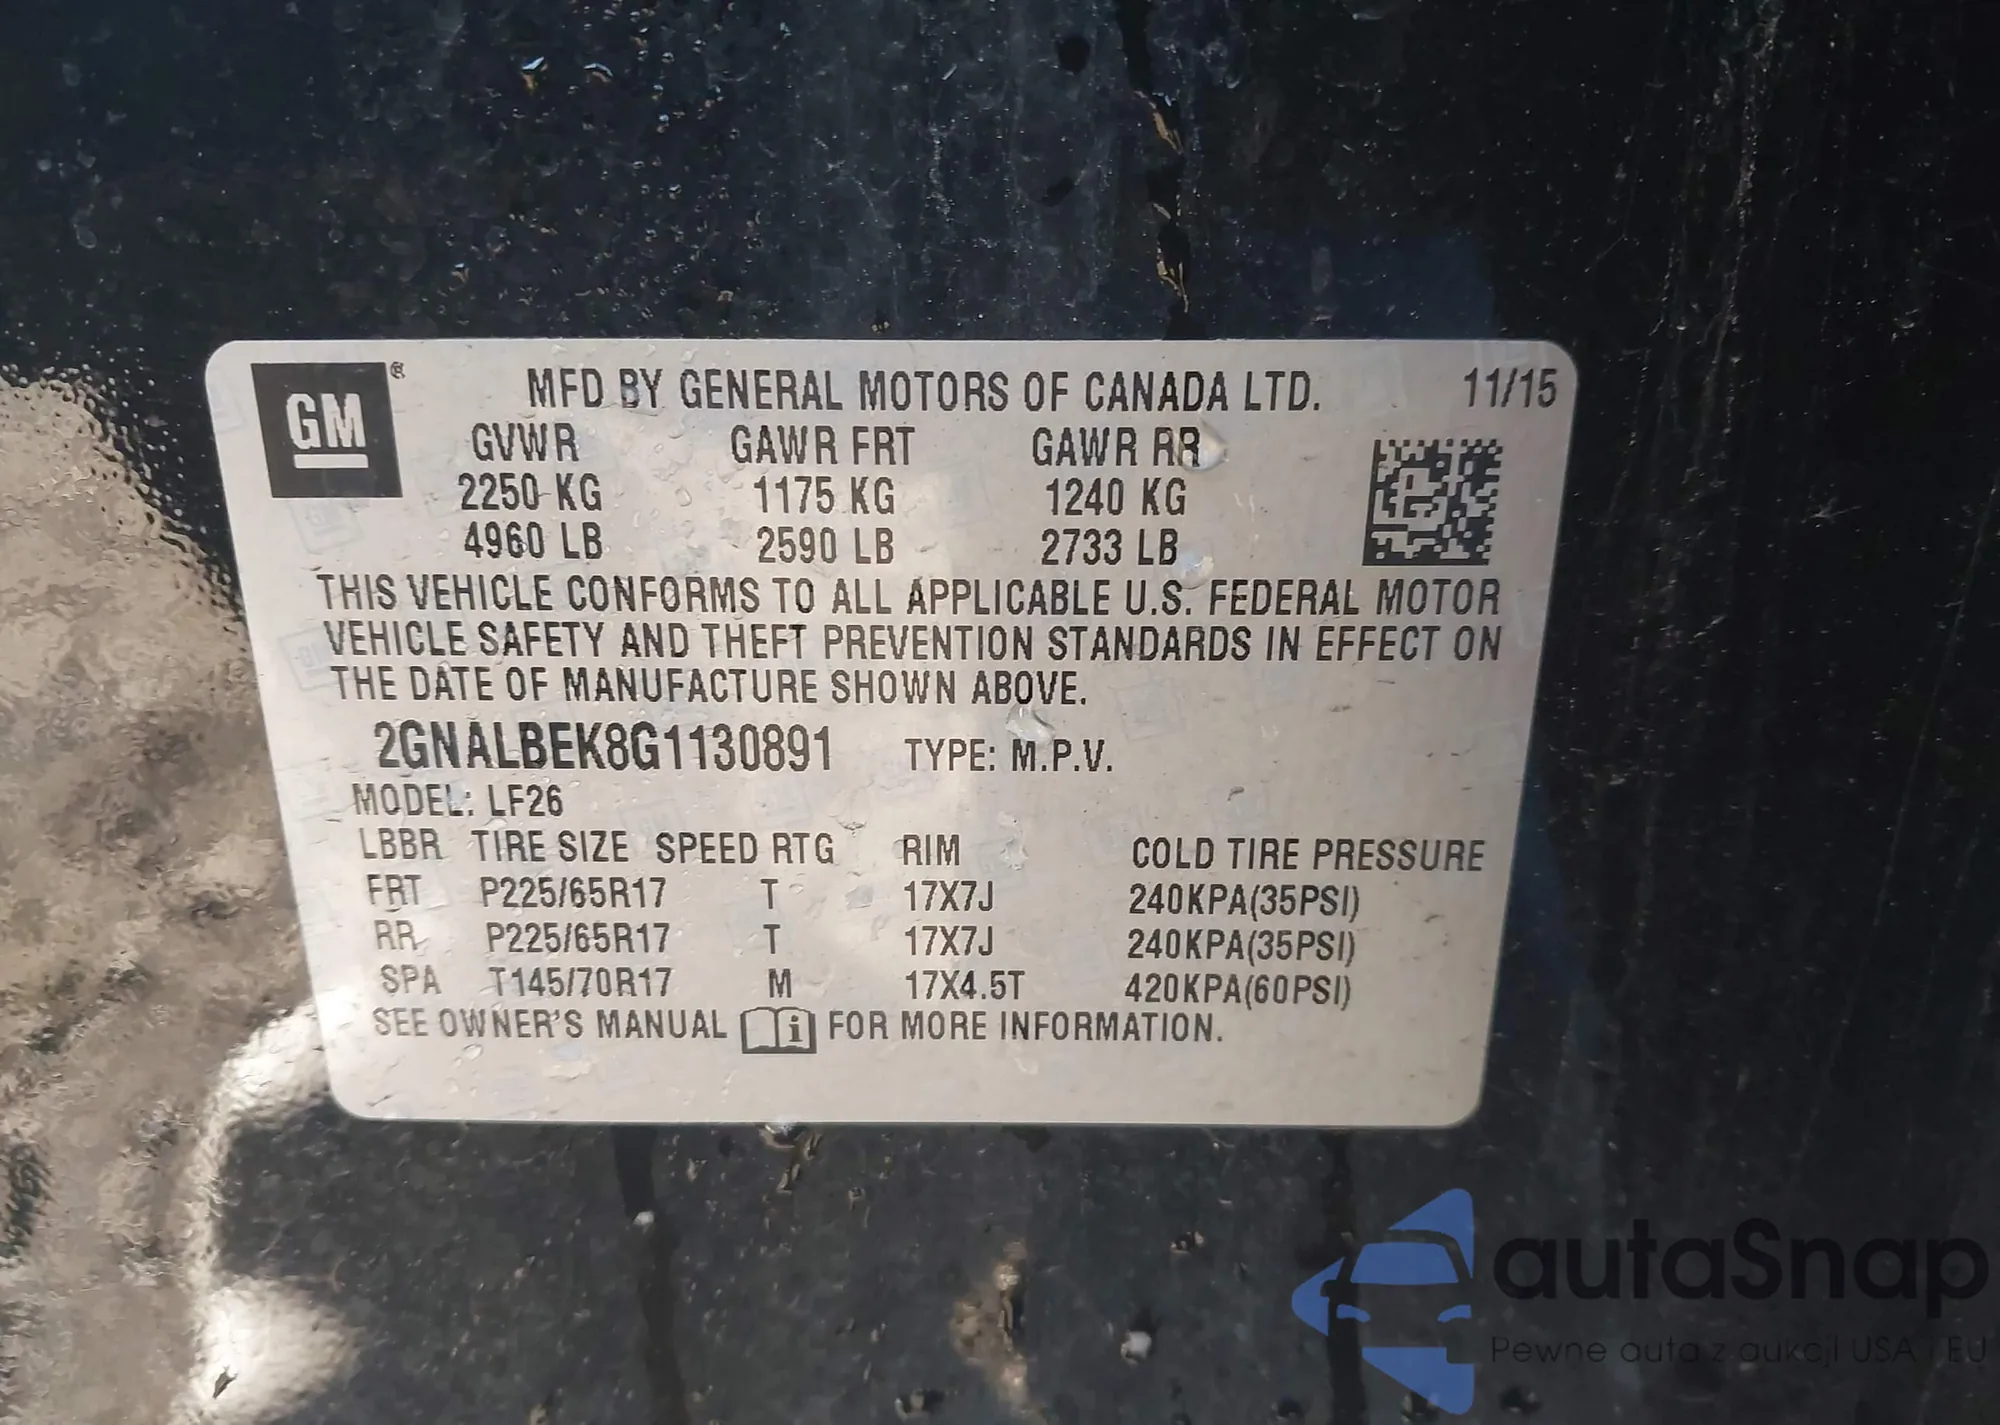 GM® MFD BY GENERAL MOTORS OF CANADA LTD. 11/15
GVWR GAWR FRT GAWR RR
2250 KG 1175 KG 1240 KG
4960 LB 2590 LB 2733 LB
THIS VEHICLE CONFORMS TO ALL APPLICABLE U.S. FEDERAL MOTOR
VEHICLE SAFETY AND THEFT PREVENTION STANDARDS IN EFFECT ON
THE DATE OF MANUFACTURE SHOWN ABOVE.
2GNALBEK8G1130891 TYPE: M.P.V.
MODEL: LF26
LBBR TIRE SIZE SPEED RTG RIM COLD TIRE PRESSURE
FRT P225/65R17 T 17X7J 240KPA(35PSI)
RR P225/65R17 T 17X7J 240KPA(35PSI)
SPA T145/70R17 M 17X4.5T 420KPA(60PSI)
SEE OWNER'S MANUAL i FOR MORE INFORMATION.
autaSnap
Pewne auta z aukcji USA i EU